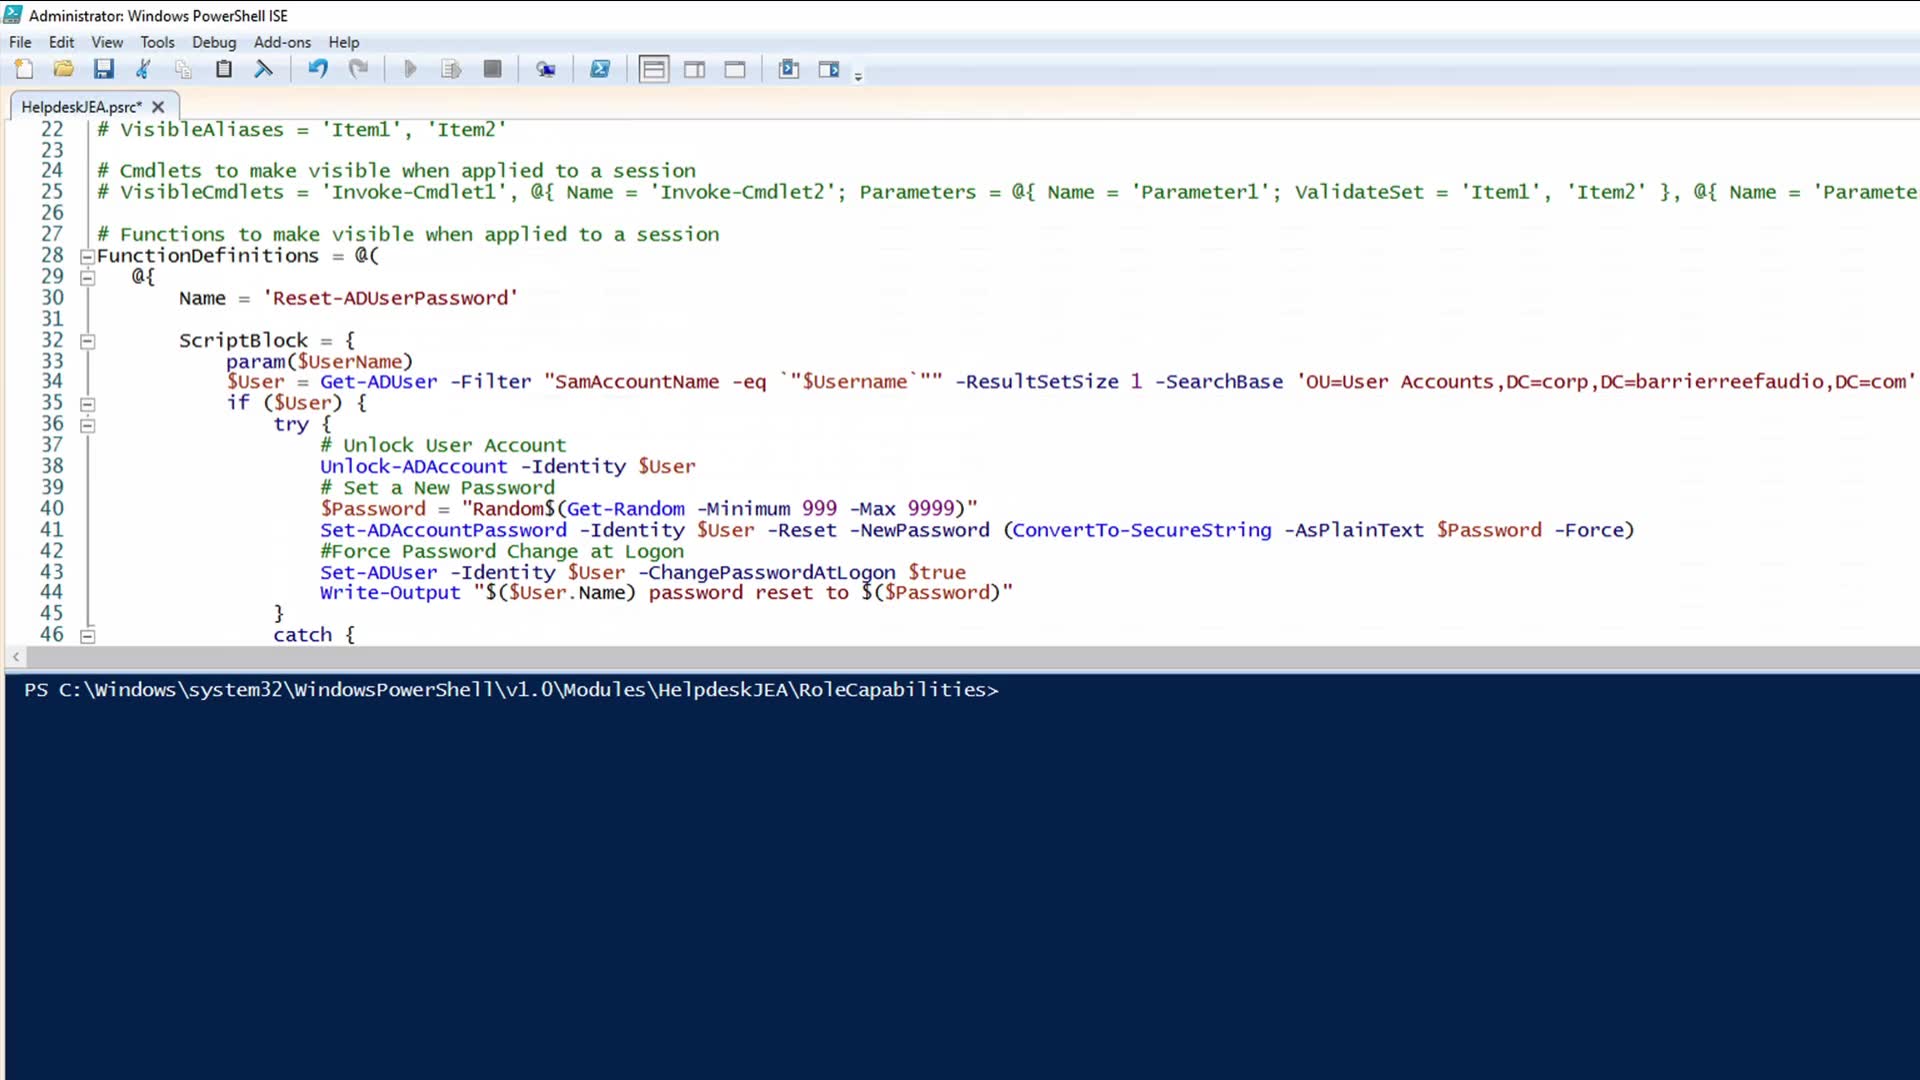 Administrator: Windows PowerShell ISE
File Edit View Tools Debug Add-ons Help
HelpdeskJEA.psrc*
22 # VisibleAliases = 'Item1', 'Item2'
23
24 # Cmdlets to make visible when applied to a session
25 # VisibleCmdlets = 'Invoke-Cmdlet1', @{ Name = 'Invoke-Cmdlet2'; Parameters = @{ Name = 'Parameter1'; ValidateSet = 'Item1', 'Item2' }, @{ Name = 'Paramete
26
27 # Functions to make visible when applied to a session
28 FunctionDefinitions = @(
29 @{
30 Name = 'Reset-ADUserPassword'
31
32 ScriptBlock = {
33 param($UserName)
34 $User = Get-ADUser -Filter "SamAccountName -eq `"$Username`"" -ResultSetSize 1 -SearchBase 'OU=User Accounts,DC=corp,DC=barrierreefaudio,DC=com'
35 if ($User) {
36 try {
37 # Unlock User Account
38 Unlock-ADAccount -Identity $User
39 # Set a New Password
40 $Password = "Random$(Get-Random -Minimum 999 -Max 9999)"
41 Set-ADAccountPassword -Identity $User -Reset -NewPassword (ConvertTo-SecureString -AsPlainText $Password -Force)
42 #Force Password Change at Logon
43 Set-ADUser -Identity $User -ChangePasswordAtLogon $true
44 Write-Output "$($User.Name) password reset to $($Password)"
45 }
46 catch {
PS C:\Windows\system32\WindowsPowerShell\v1.0\Modules\HelpdeskJEA\RoleCapabilities>